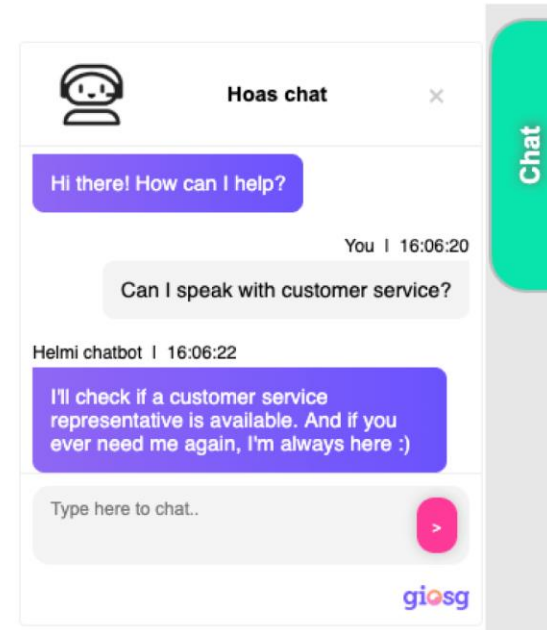 Hoas chat
×
Chat
Hi there! How can I help?
You | 16:06:20
Can I speak with customer service?
Helmi chatbot | 16:06:22
I'll check if a customer service
representative is available. And if you
ever need me again, I'm always here :)
Type here to chat..
>
giosg